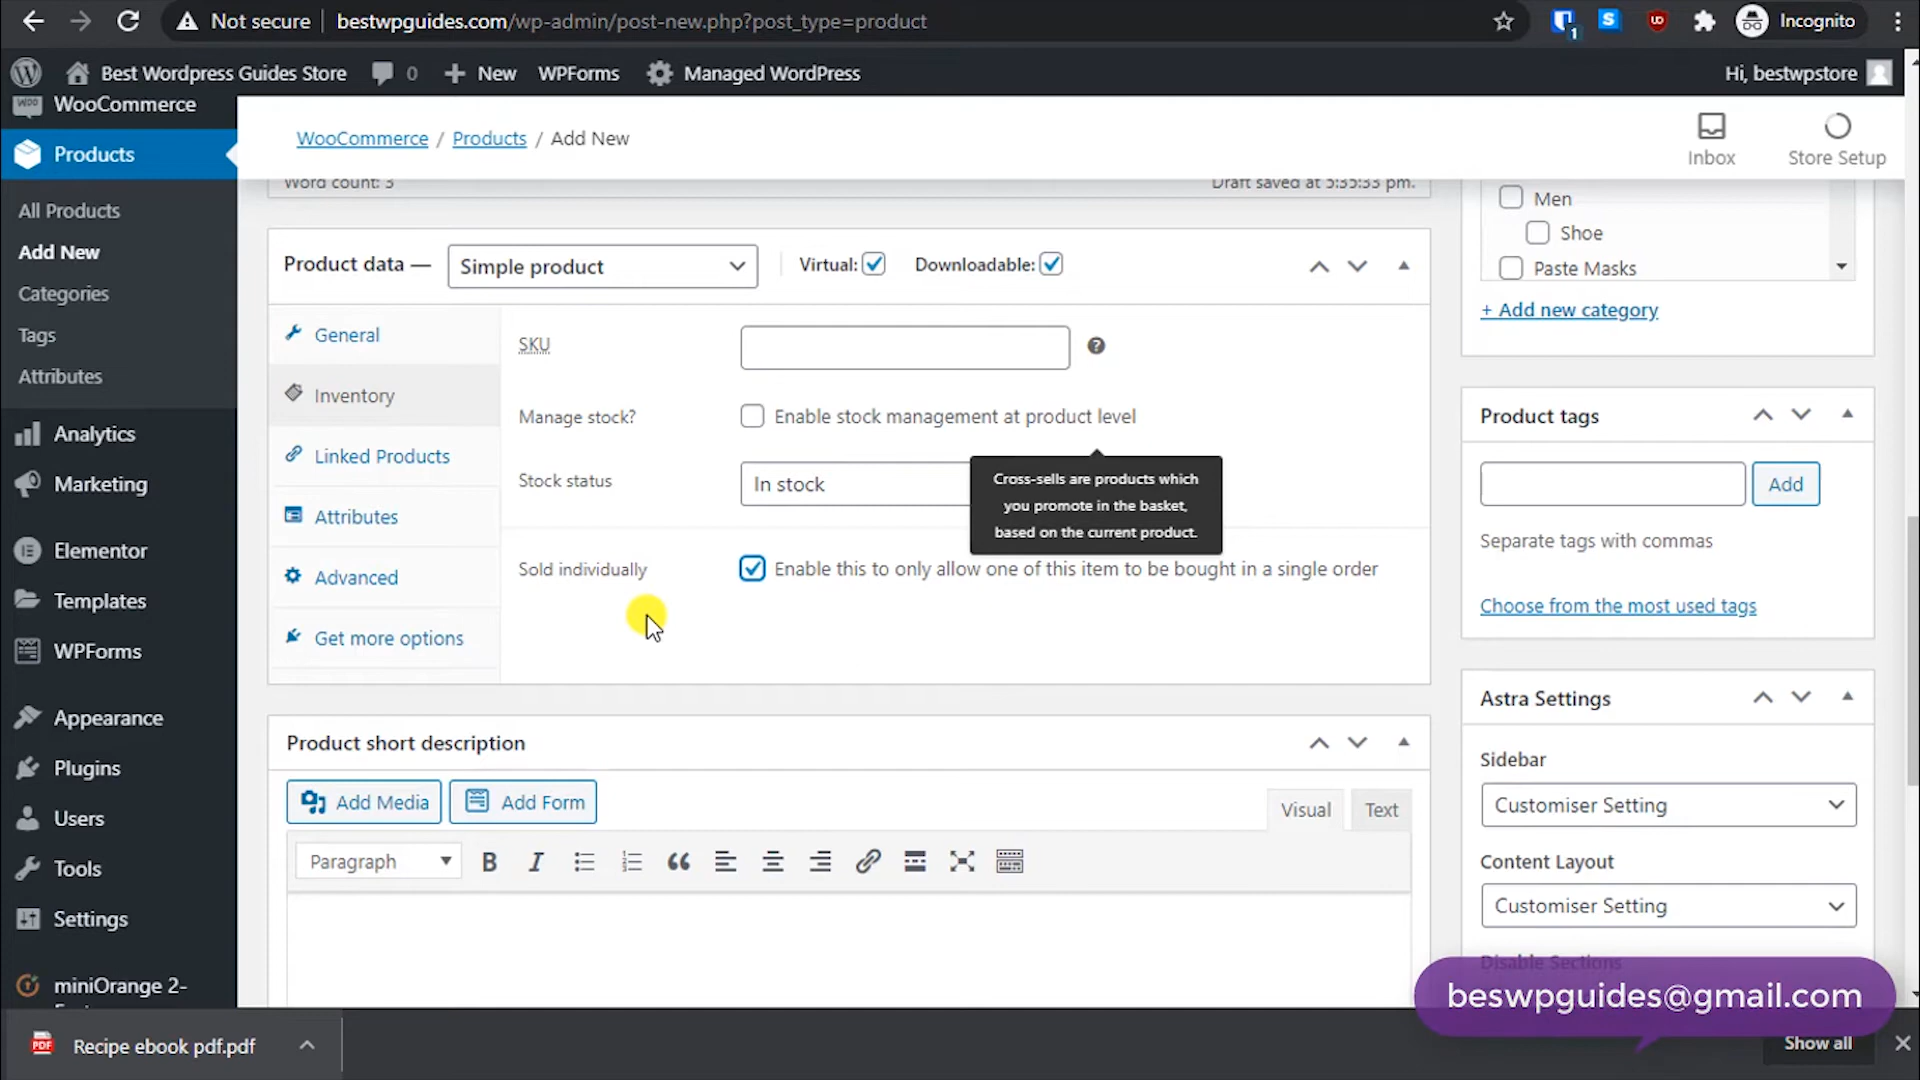 Not secure
bestwpguides.com/wp-admin/post-new.php?post_type=product
1
Incognito
Best Wordpress Guides Store
0
New
WPForms
Managed WordPress
Hi, bestwpstore
WooCommerce
Products
All Products
Add New
Categories
Tags
Attributes
Analytics
Marketing
Elementor
Templates
WPForms
Appearance
Plugins
Users
Tools
Settings
miniOrange 2-
WooCommerce / Products / Add New
Inbox
Store Setup
Word count: 3
Draft saved at 5:35:33 pm.
Product data —
Simple product
Virtual:
Downloadable:
General
Inventory
Linked Products
Attributes
Advanced
Get more options
SKU
Manage stock?
Enable stock management at product level
Stock status
In stock
Cross-sells are products which
you promote in the basket,
based on the current product.
Sold individually
Enable this to only allow one of this item to be bought in a single order
Product short description
Add Media
Add Form
Visual
Text
Paragraph
B
I
Men
Shoe
Paste Masks
+ Add new category
Product tags
Add
Separate tags with commas
Choose from the most used tags
Astra Settings
Sidebar
Customiser Setting
Content Layout
Customiser Setting
Disable Sections
beswpguides@gmail.com
PDF
Recipe ebook pdf.pdf
Show all